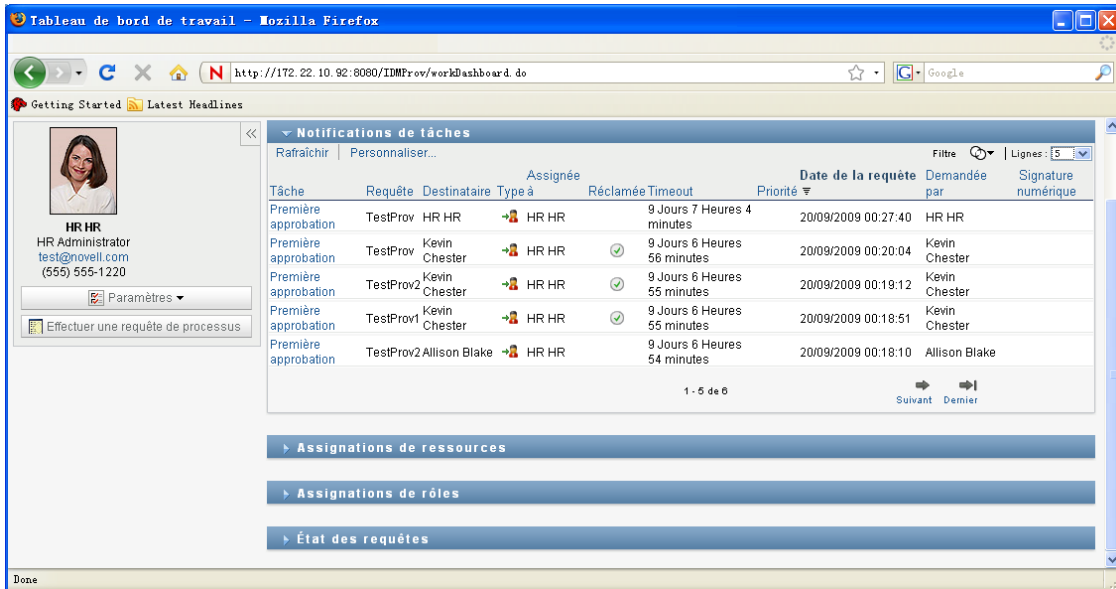 Tableau de bord de travail - Mozilla Firefox
N http://172.22.10.92:8080/IDMProv/workDashboard.do G Google
Getting Started Latest Headlines
HR HR
HR Administrator
test@novell.com
(555) 555-1220
Paramètres
Effectuer une requête de processus
Notifications de tâches
Rafraîchir | Personnaliser... Filtre Lignes : 5
Tâche Requête Destinataire Type Assignée à Réclamée Timeout Priorité Date de la requête Demandée par Signature numérique
Première approbation TestProv HR HR HR HR 9 Jours 7 Heures 4 minutes 20/09/2009 00:27:40 HR HR
Première approbation TestProv Kevin Chester HR HR 9 Jours 6 Heures 56 minutes 20/09/2009 00:20:04 Kevin Chester
Première approbation TestProv2 Kevin Chester HR HR 9 Jours 6 Heures 55 minutes 20/09/2009 00:19:12 Kevin Chester
Première approbation TestProv1 Kevin Chester HR HR 9 Jours 6 Heures 55 minutes 20/09/2009 00:18:51 Kevin Chester
Première approbation TestProv2 Allison Blake HR HR 9 Jours 6 Heures 54 minutes 20/09/2009 00:18:10 Allison Blake
1 - 5 de 6 Suivant Dernier
Assignations de ressources
Assignations de rôles
État des requêtes
Done